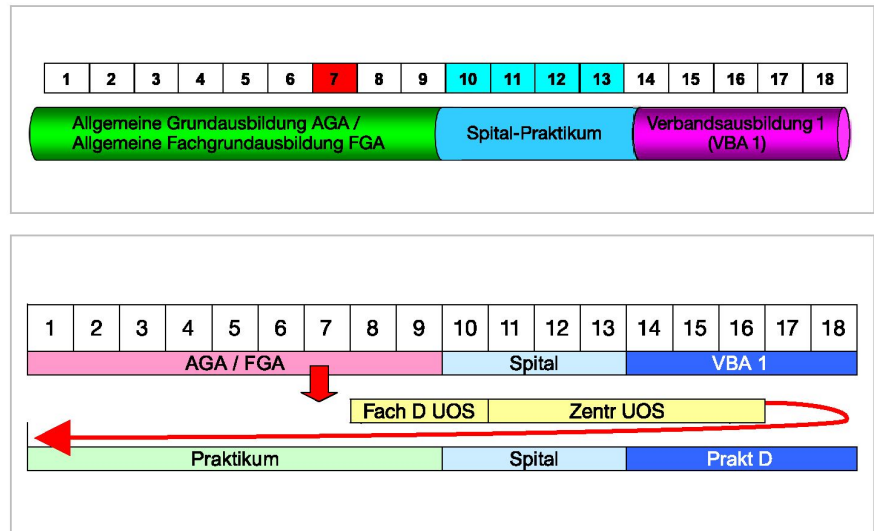 1 2 3 4 5 6 7 8 9 10 11 12 13 14 15 16 17 18
Allgemeine Grundausbildung AGA /
Allgemeine Fachgrundausbildung FGA
Spital-Praktikum
Verbandsausbildung 1
(VBA 1)
1 2 3 4 5 6 7 8 9 10 11 12 13 14 15 16 17 18
AGA / FGA Spital VBA 1
Fach D UOS Zentr UOS
Praktikum Spital Prakt D